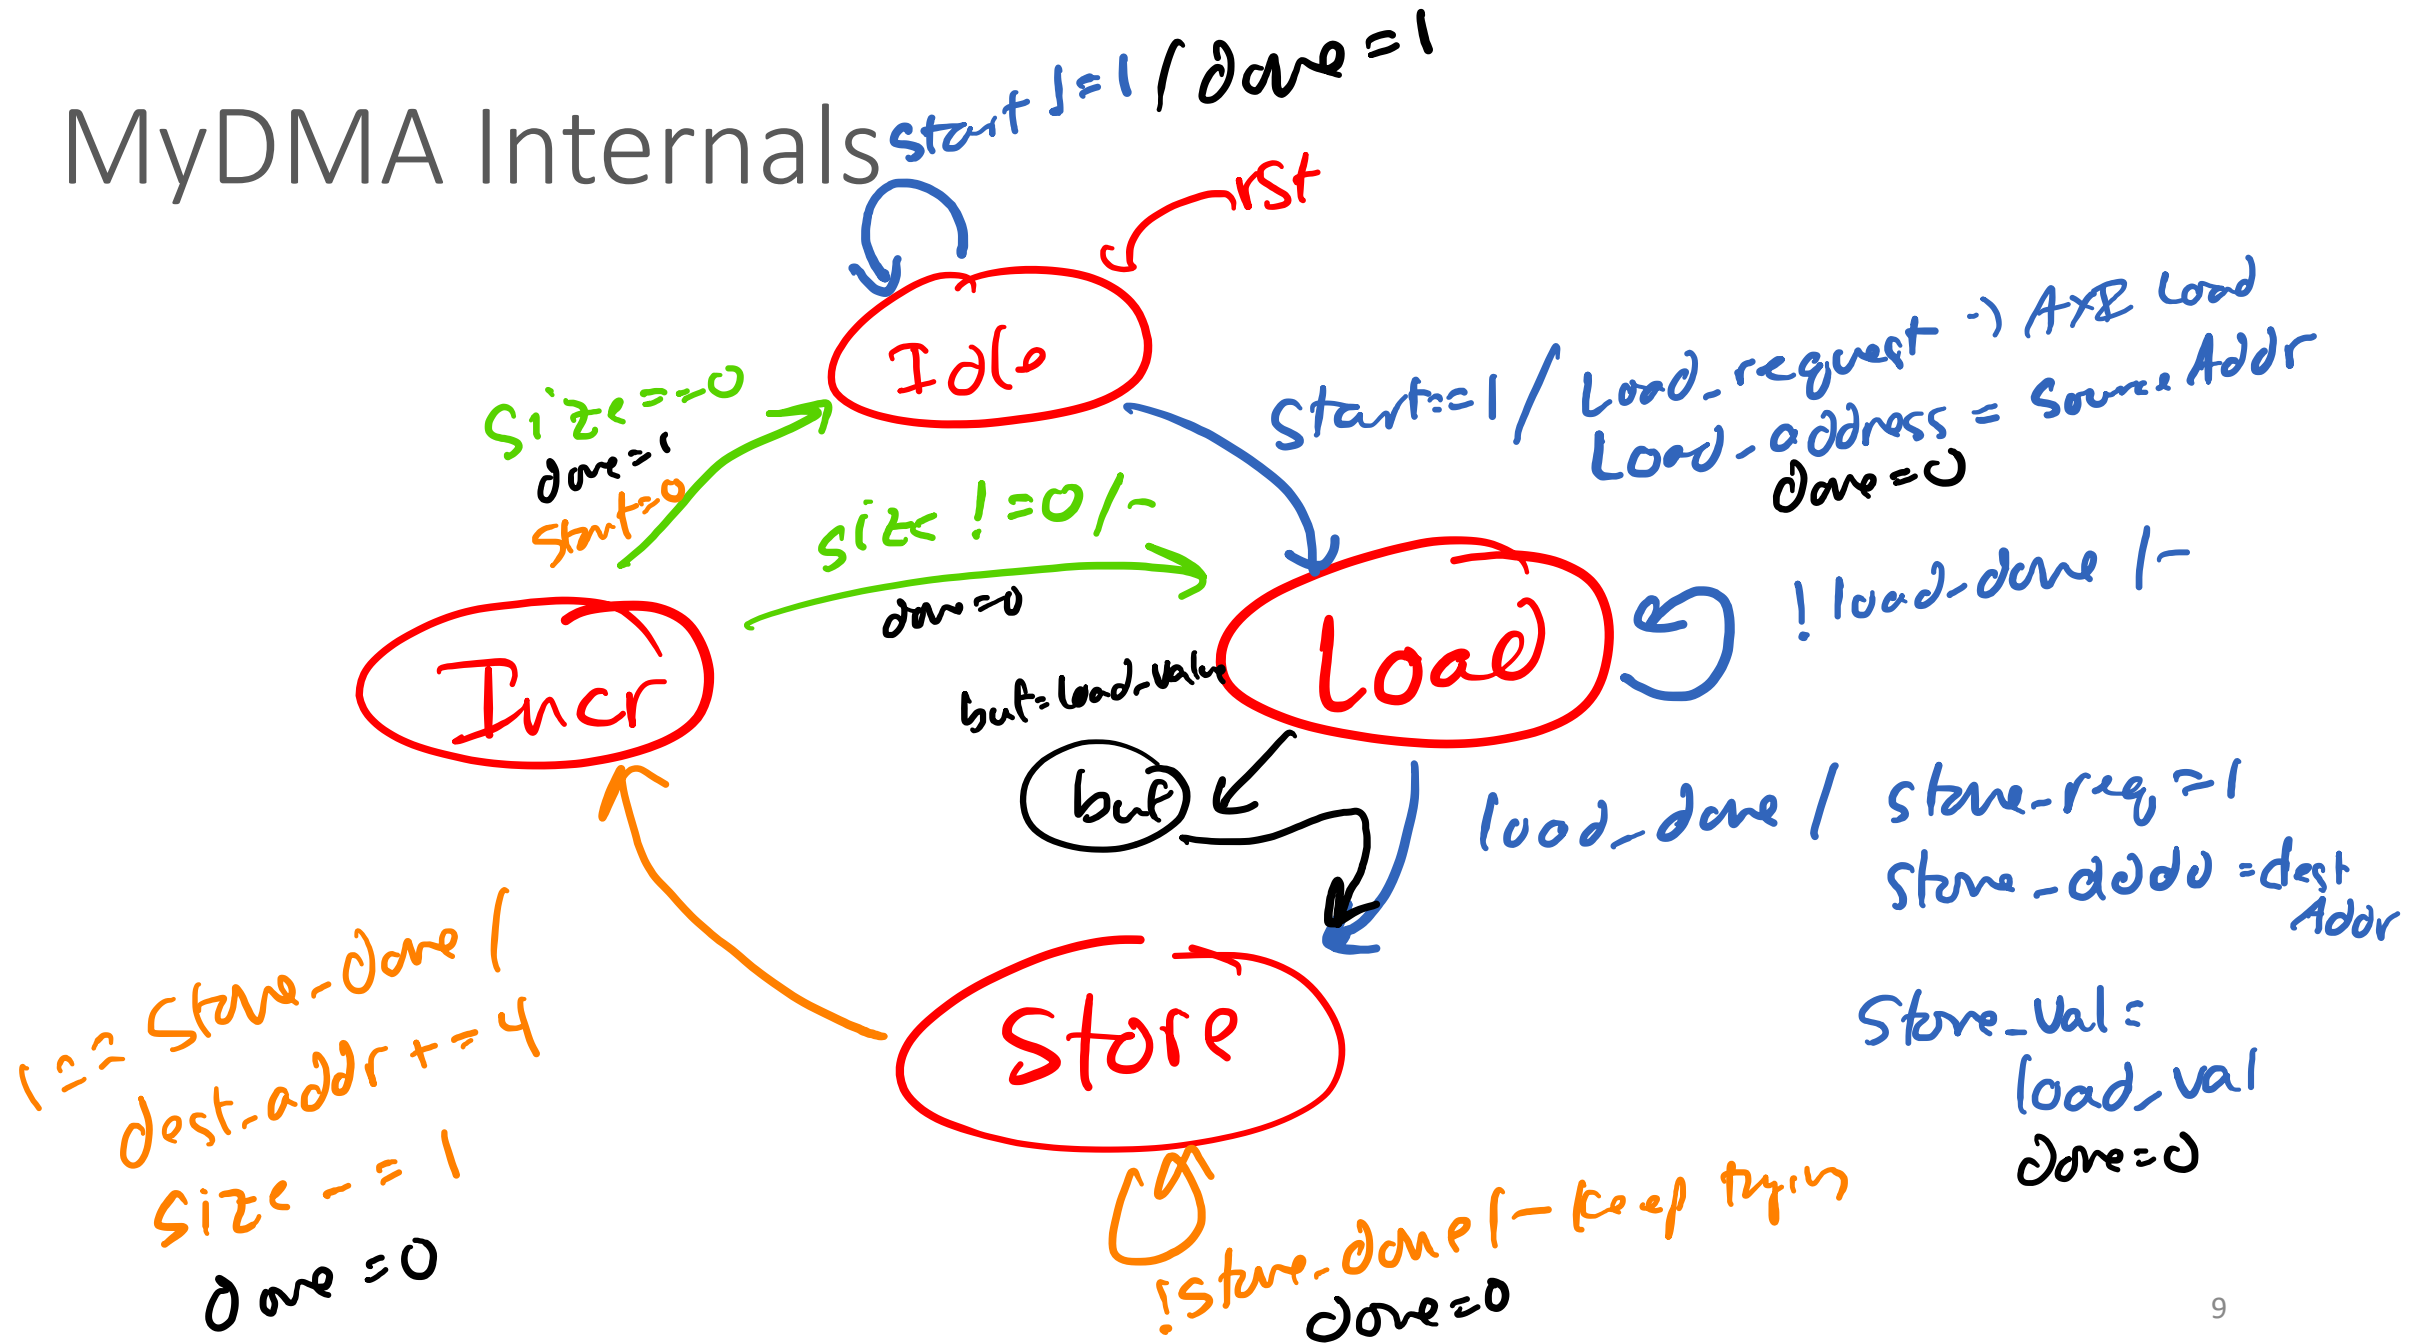 MyDMA Internals
start !=1 / done=1
rst
Idle
start==1 / Load_request -> AXI Load
Load_address = Source Addr
done=0
size==0
done=1
start=0
size !=0/-
done=0
!load_done /-
Incr
Load
buf=load_value
buf
load_done / store_req=1
store_addr=dest
Addr
store_val=
load_val
done=0
Store
1== store_done /
dest_addr+=4
size-=1
done=0
!store_done/- keep tryin
done=0
9